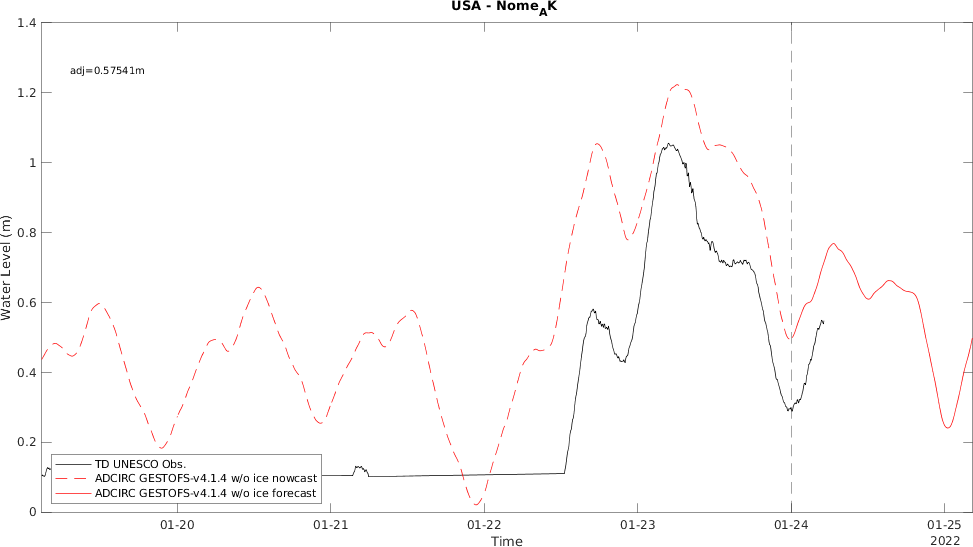 USA - Nome_AK
1.4
adj=0.57541m
1.2
1
0.8
Water Level (m)
0.6
0.4
0.2
0
TD UNESCO Obs.
ADCIRC GESTOFS-v4.1.4 w/o ice nowcast
ADCIRC GESTOFS-v4.1.4 w/o ice forecast
01-20 01-21 01-22 01-23 01-24 01-25
Time
2022